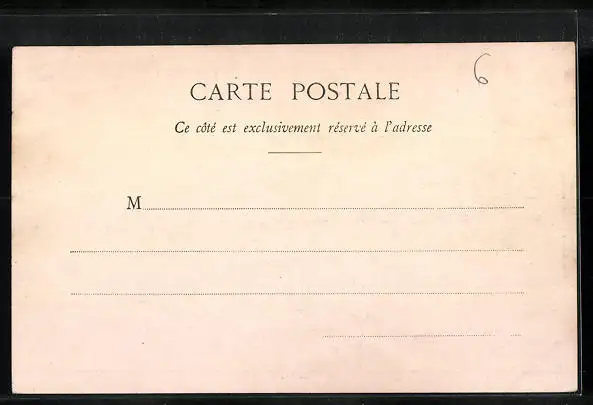 6
CARTE POSTALE
Ce côté est exclusivement réservé à l'adresse
M